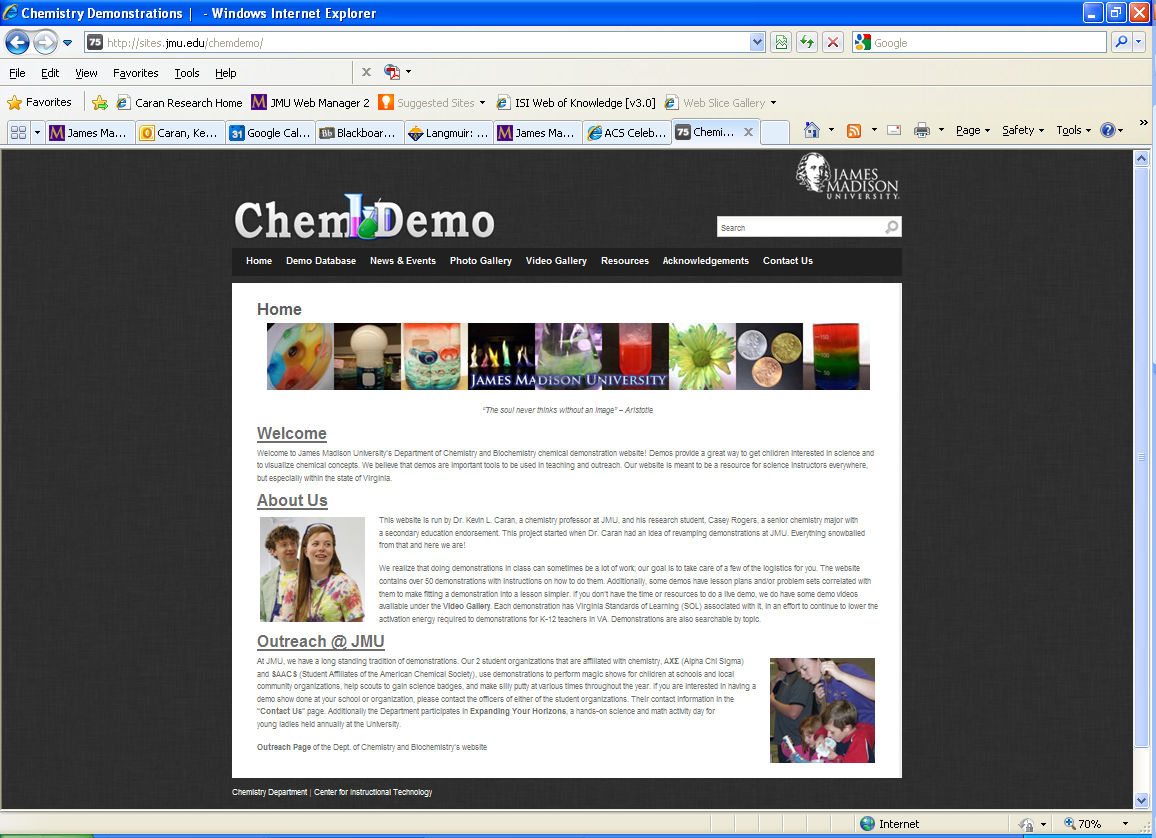 Chemistry Demonstrations | - Windows Internet Explorer
75 http://sites.jmu.edu/chemdemo/ Google
File Edit View Favorites Tools Help
Favorites Caran Research Home M JMU Web Manager 2 Suggested Sites ISI Web of Knowledge [v3.0] Web Slice Gallery
M James Ma... Caran, Ke... 31 Google Cal... Bb Blackboar... Langmuir: ... M James Ma... ACS Celeb... 75 Chemi... Page Safety Tools
JAMES
MADISON
UNIVERSITY.
ChemDemo
Search
Home Demo Database News & Events Photo Gallery Video Gallery Resources Acknowledgements Contact Us
Home
JAMES MADISON UNIVERSITY
"The soul never thinks without an image" – Aristotle
Welcome
Welcome to James Madison University's Department of Chemistry and Biochemistry chemical demonstration website! Demos provide a great way to get children interested in science and
to visualize chemical concepts. We believe that demos are important tools to be used in teaching and outreach. Our website is meant to be a resource for science instructors everywhere,
but especially within the state of Virginia.
About Us
This website is run by Dr. Kevin L. Caran, a chemistry professor at JMU, and his research student, Casey Rogers, a senior chemistry major with
a secondary education endorsement. This project started when Dr. Caran had an idea of revamping demonstrations at JMU. Everything snowballed
from that and here we are!
We realize that doing demonstrations in class can sometimes be a lot of work; our goal is to take care of a few of the logistics for you. The website
contains over 50 demonstrations with instructions on how to do them. Additionally, some demos have lesson plans and/or problem sets correlated with
them to make fitting a demonstration into a lesson simpler. If you don't have the time or resources to do a live demo, we do have some demo videos
available under the Video Gallery. Each demonstration has Virginia Standards of Learning (SOL) associated with it, in an effort to continue to lower the
activation energy required to demonstrations for K-12 teachers in VA. Demonstrations are also searchable by topic.
Outreach @ JMU
At JMU, we have a long standing tradition of demonstrations. Our 2 student organizations that are affiliated with chemistry, ΑΧΣ (Alpha Chi Sigma)
and $AAC$ (Student Affiliates of the American Chemical Society), use demonstrations to perform magic shows for children at schools and local
community organizations, help scouts to gain science badges, and make silly putty at various times throughout the year. If you are interested in having a
demo show done at your school or organization, please contact the officers of either of the student organizations. Their contact information in the
"Contact Us" page. Additionally the Department participates in Expanding Your Horizons, a hands-on science and math activity day for
young ladies held annually at the University.
Outreach Page of the Dept. of Chemistry and Biochemistry's website
Chemistry Department | Center for Instructional Technology
Internet 70%